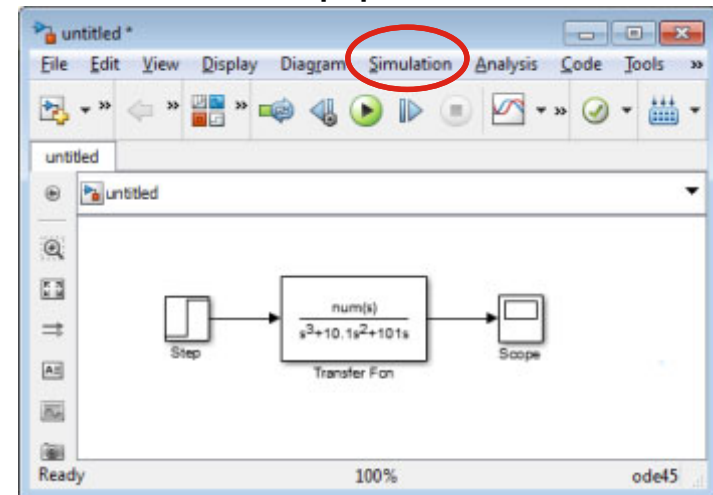 untitled *
File Edit View Display Diagram Simulation Analysis Code Tools »
untitled
untitled
num(s)
s³+10.1s²+101s
Step
Transfer Fcn
Scope
Ready 100% ode45